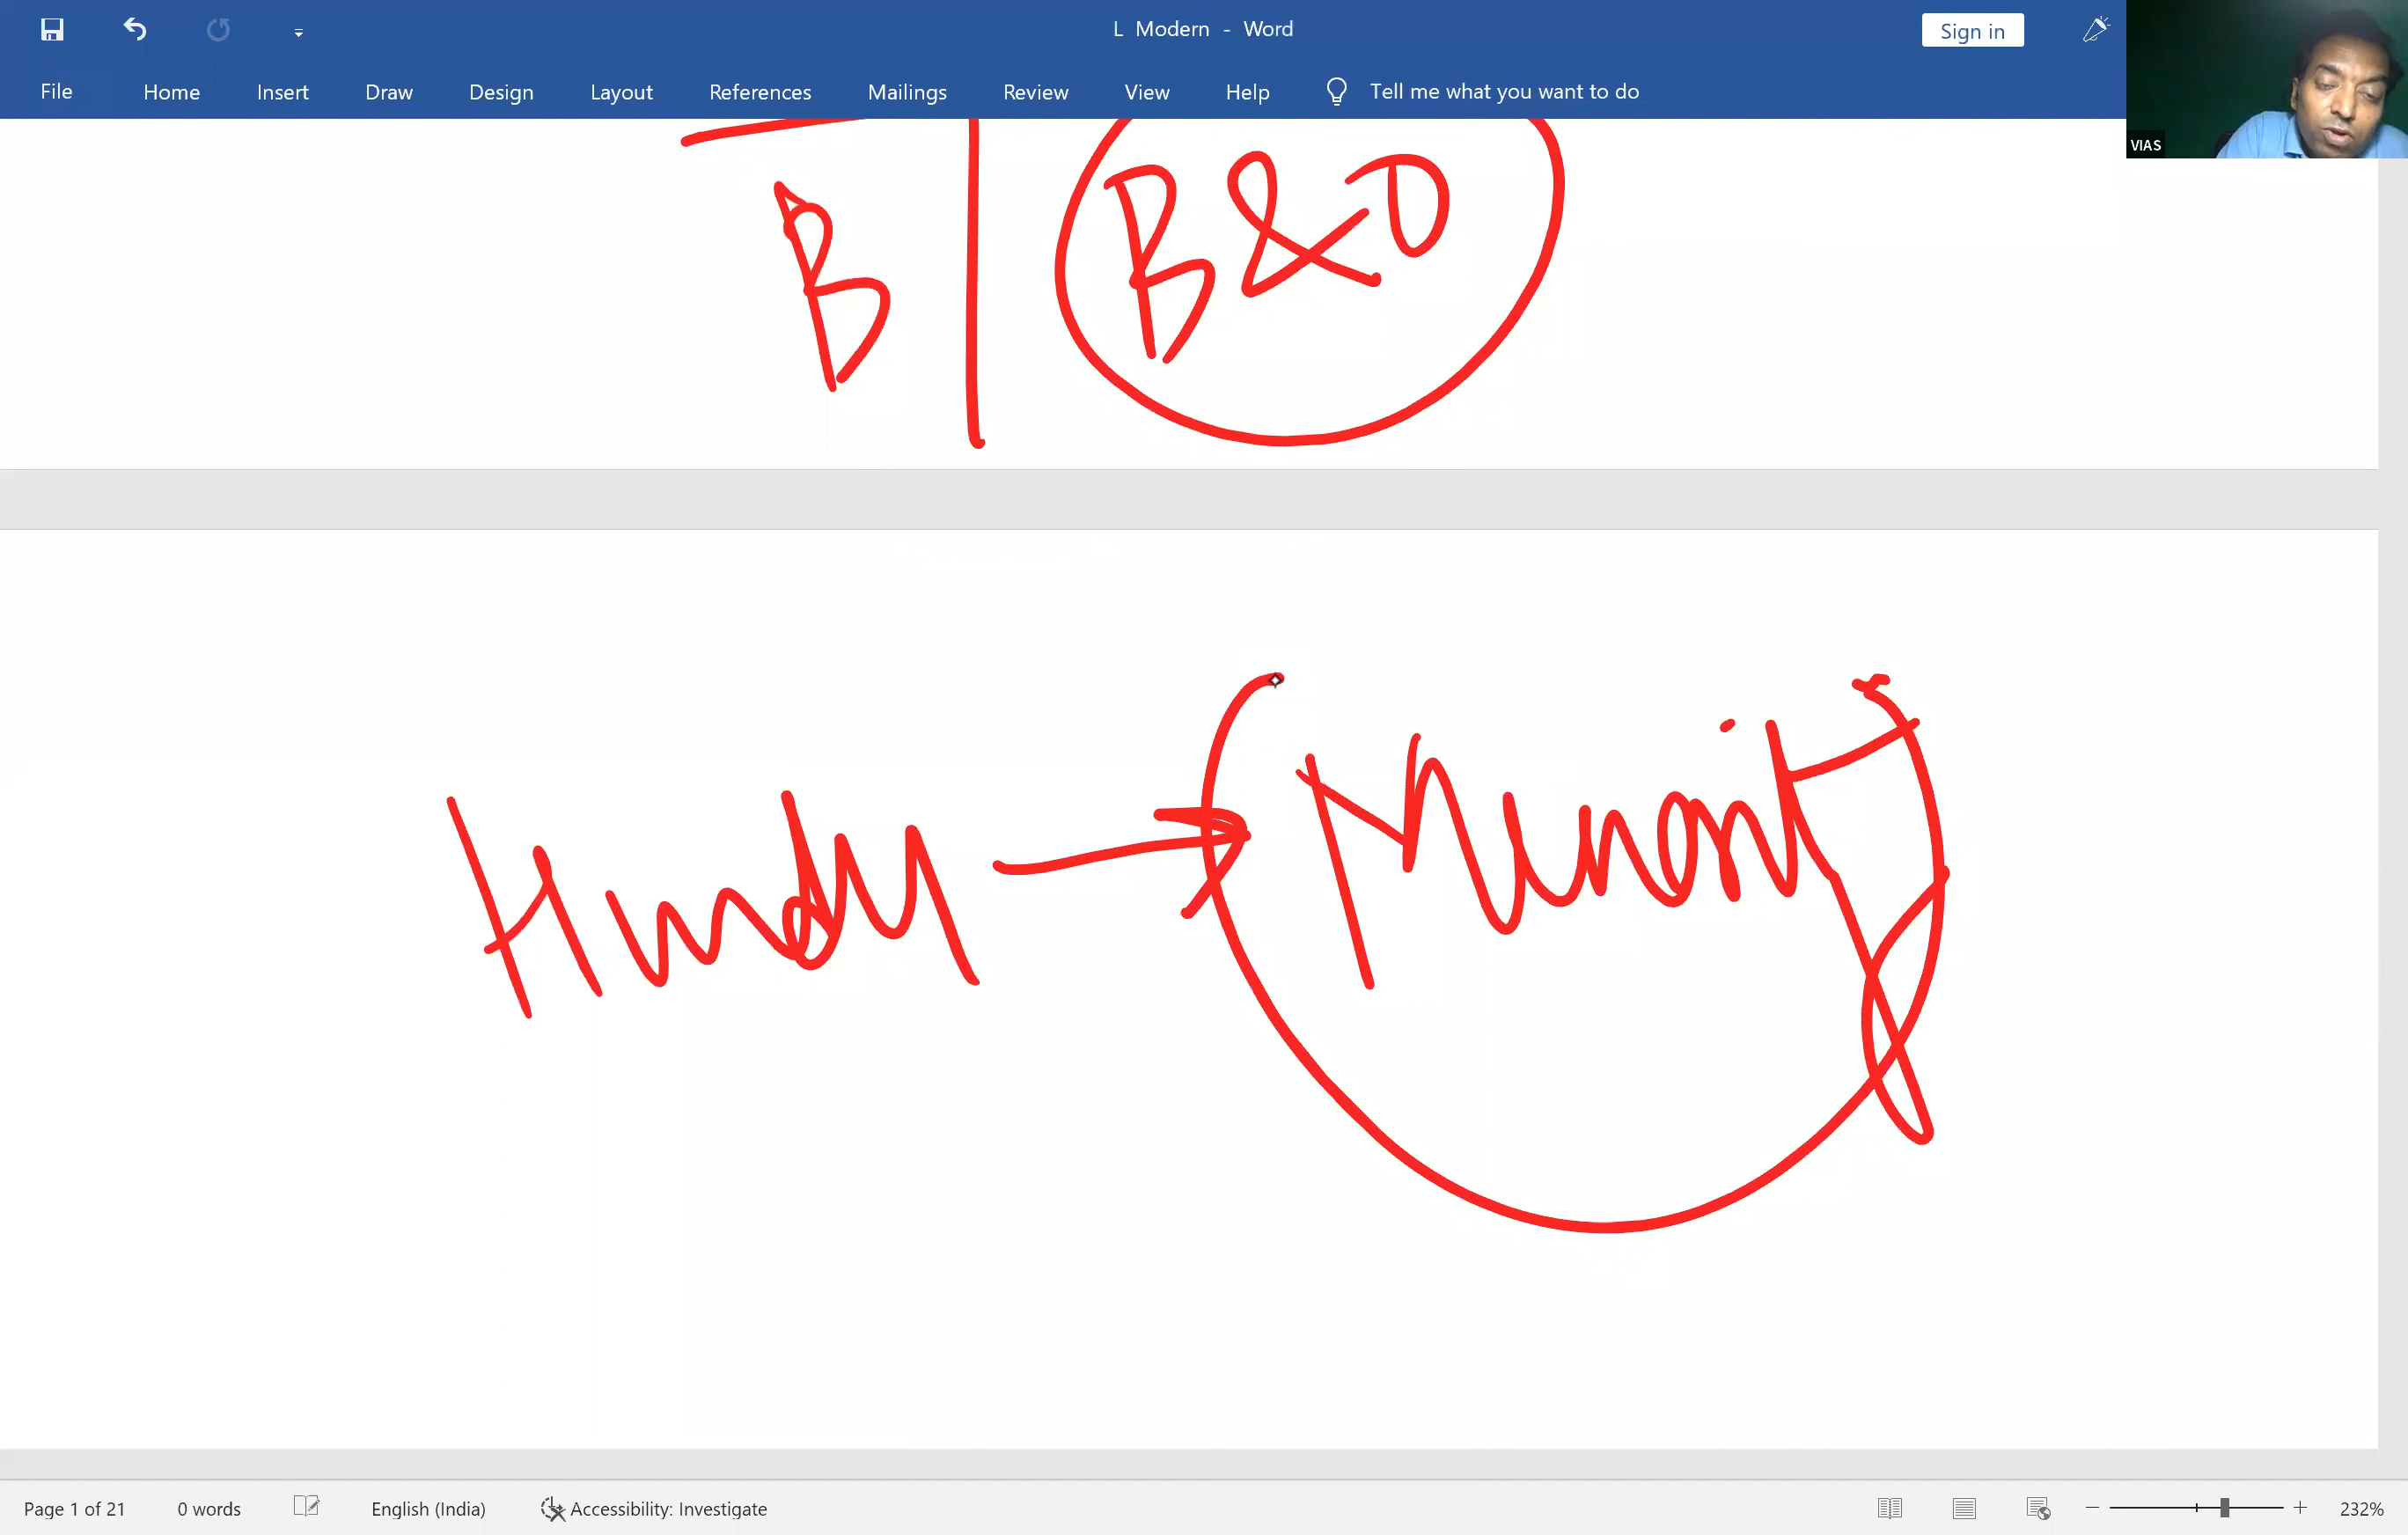 L Modern - Word
Sign in
File Home Insert Draw Design Layout References Mailings Review View Help Tell me what you want to do
VIAS
B B&O
Hindu → Minority
Page 1 of 21 0 words English (India) Accessibility: Investigate 232%